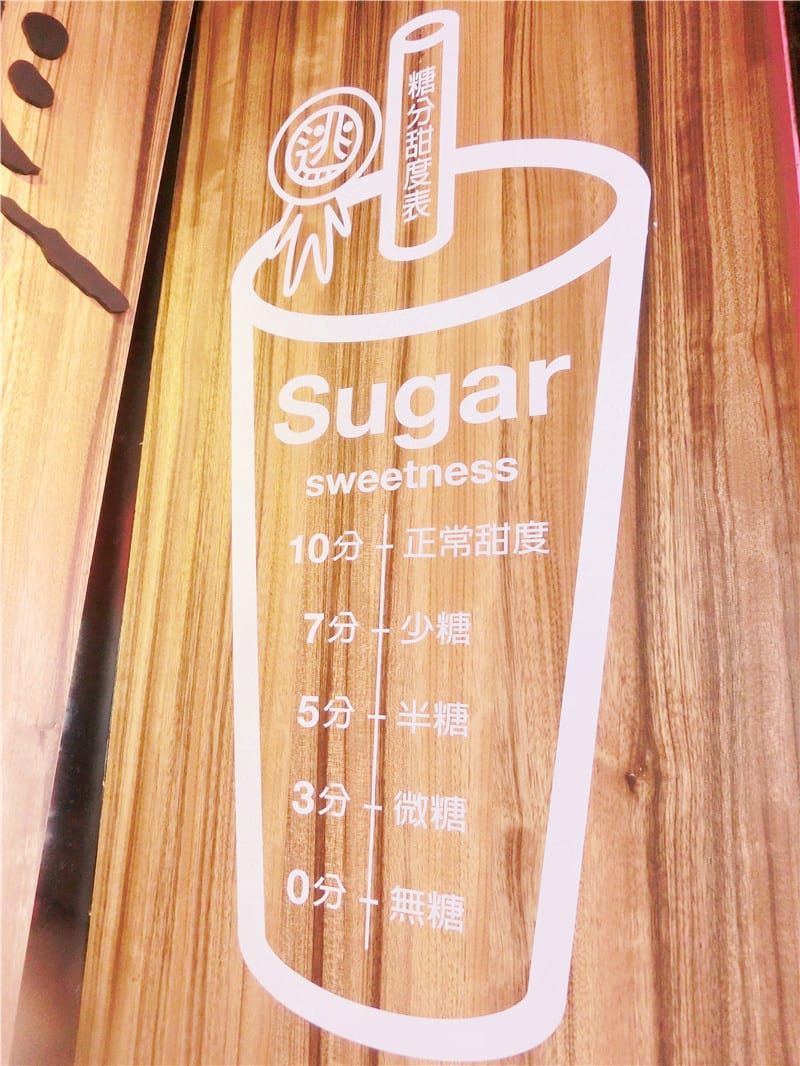 糖分甜度表
Sugar
sweetness
10分 正常甜度
7分 少糖
5分 半糖
3分 微糖
0分 無糖